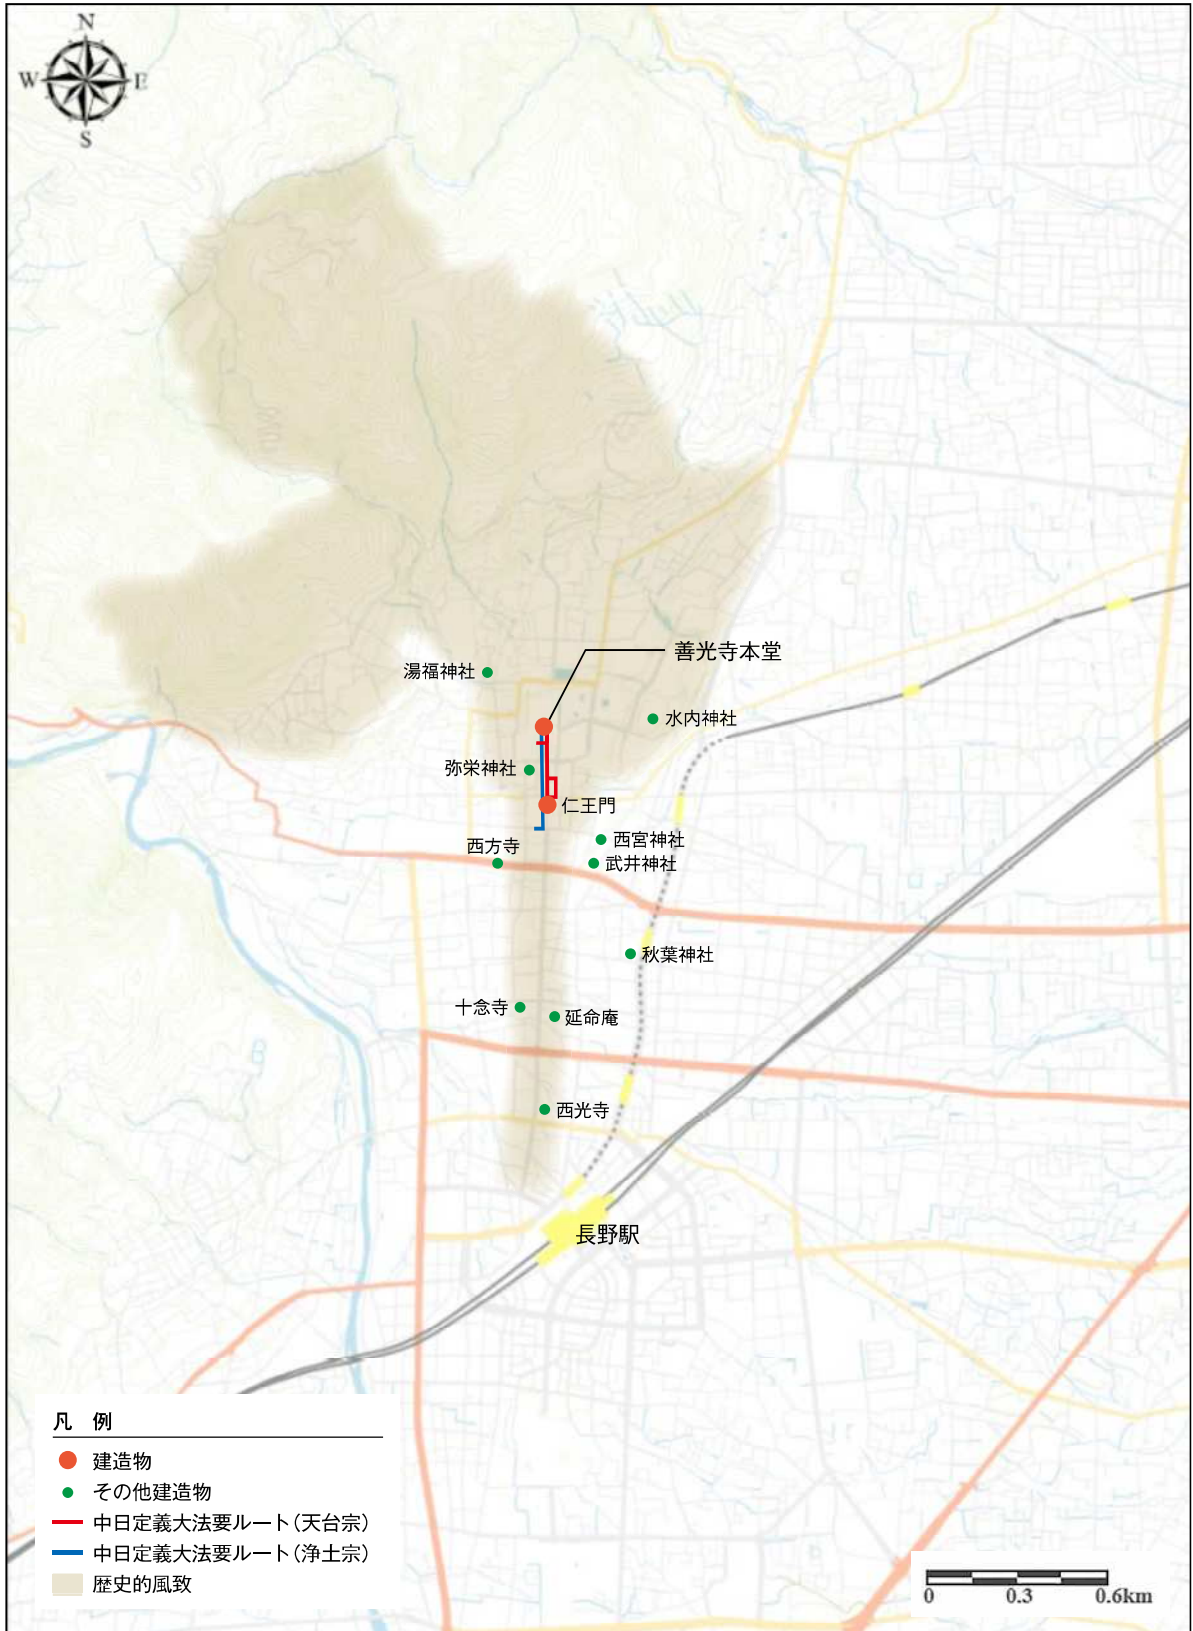 N
W E
S
善光寺本堂
湯福神社
水内神社
弥栄神社
仁王門
西宮神社
西方寺
武井神社
秋葉神社
十念寺
延命庵
西光寺
長野駅
凡 例
建造物
その他建造物
中日定義大法要ルート（天台宗）
中日定義大法要ルート（浄土宗）
歴史的風致
0 0.3 0.6km